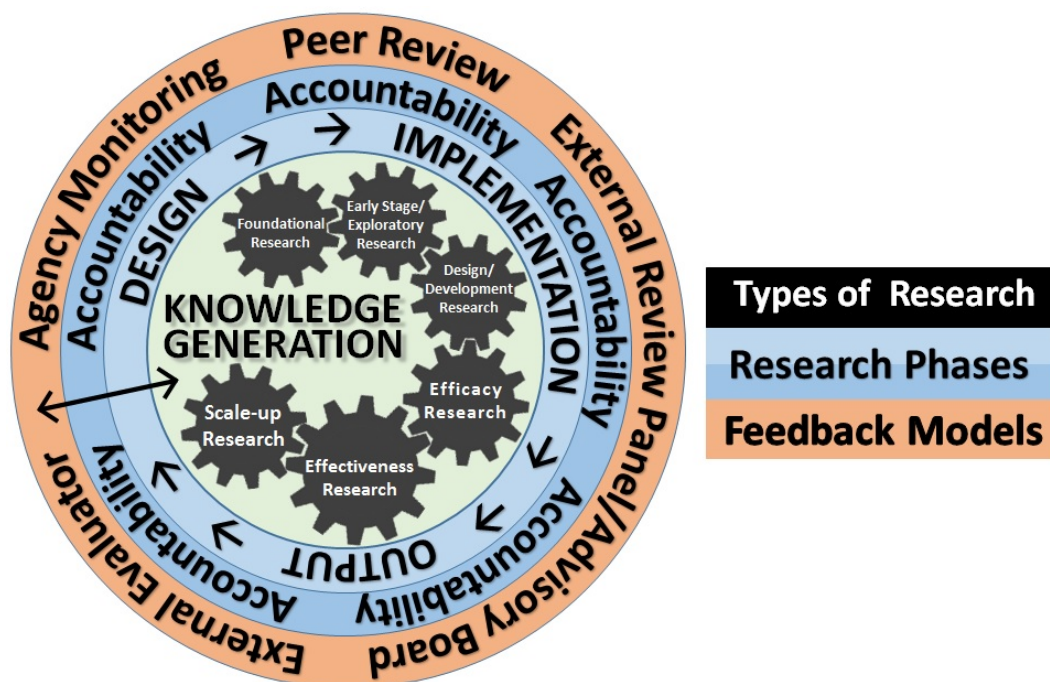 Peer Review
External Review Panel/Advisory Board
External Evaluator
Agency Monitoring
Accountability
Accountability
Accountability
Accountability
Accountability
DESIGN
IMPLEMENTATION
OUTPUT
Foundational
Research
Early Stage/
Exploratory
Research
Design/
Development
Research
KNOWLEDGE
GENERATION
Efficacy
Research
Scale-up
Research
Effectiveness
Research
Types of Research
Research Phases
Feedback Models